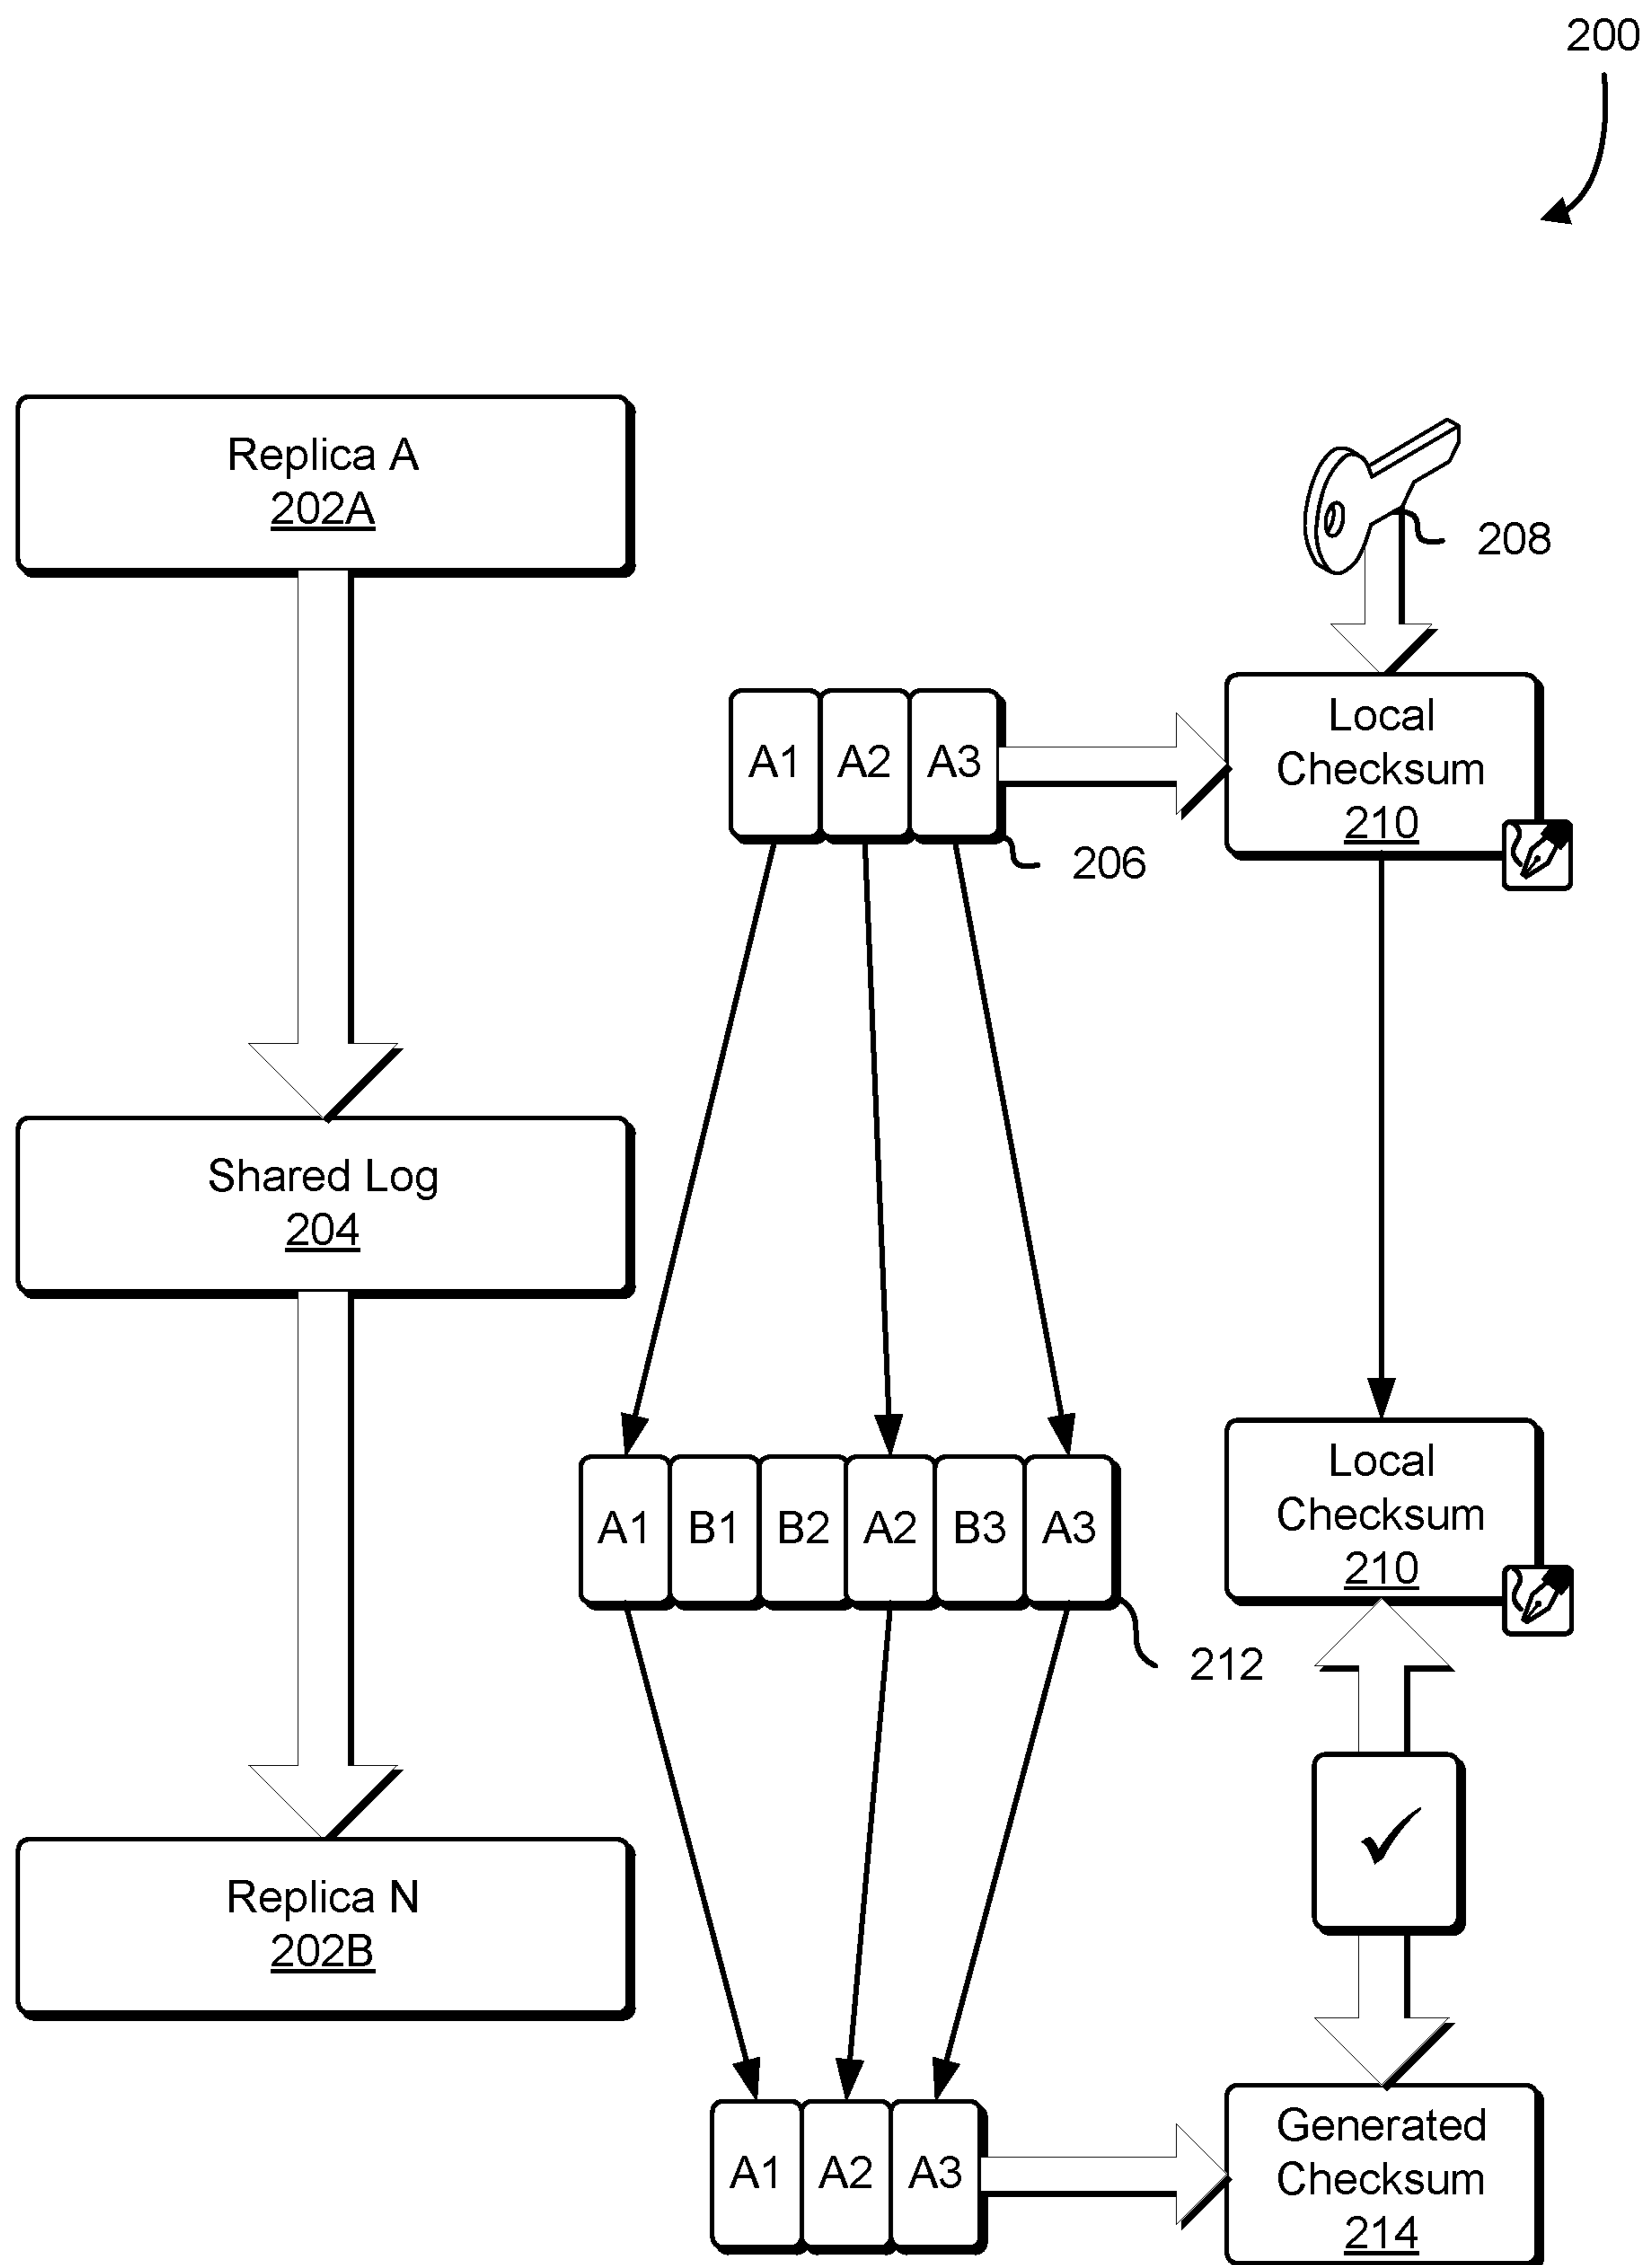 200
Replica A
202A
208
Local
Checksum
210
A1 A2 A3
206
Shared Log
204
Local
Checksum
210
A1 B1 B2 A2 B3 A3
212
Replica N
202B
Generated
Checksum
214
A1 A2 A3